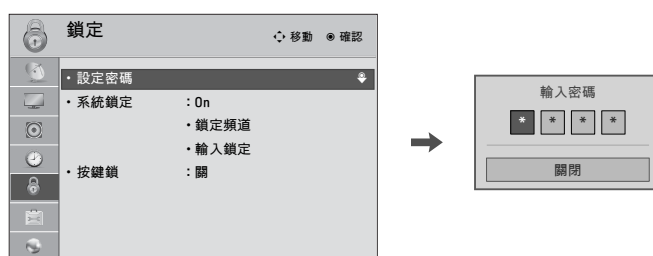 鎖定
移動 ◉ 確認
・設定密碼
・系統鎖定 : On
・鎖定頻道
・輸入鎖定
・按鍵鎖 : 關
輸入密碼
* * * *
關閉